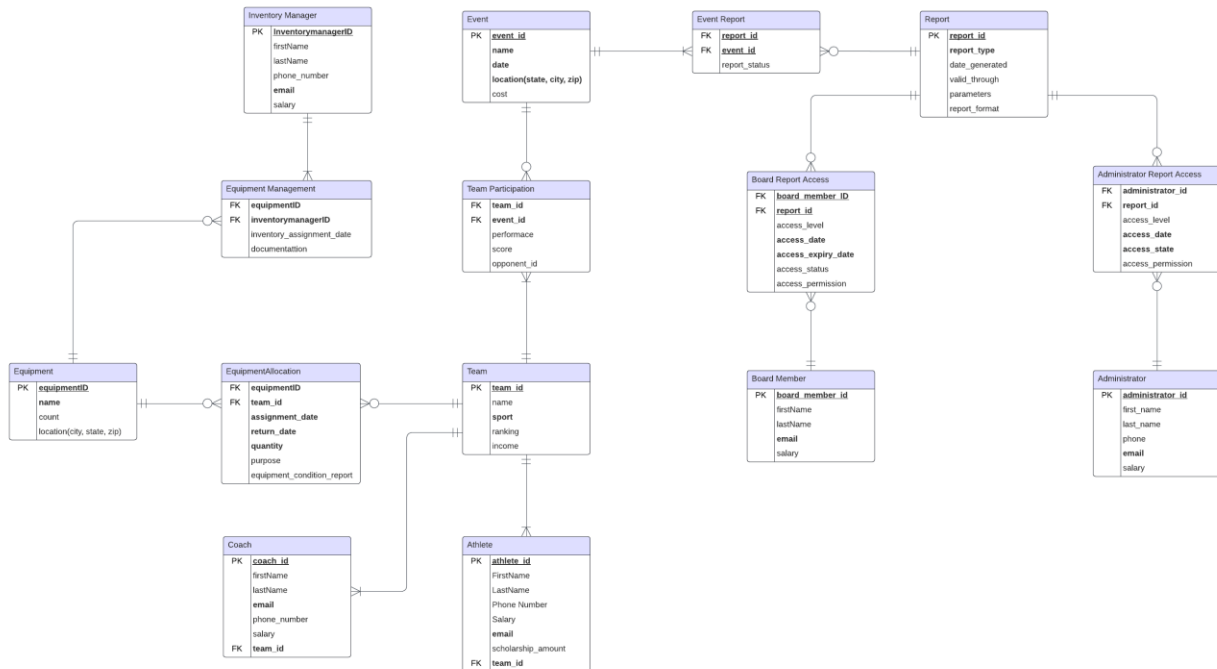 Inventory Manager
PK InventorymanagerID
firstName
lastName
phone_number
email
salary
Event
PK event_id
name
date
location(state, city, zip)
cost
Event Report
FK report_id
FK event_id
report_status
Report
PK report_id
report_type
date_generated
valid_through
parameters
report_format
Equipment Management
FK equipmentID
FK inventorymanagerID
inventory_assignment_date
documentattion
Team Participation
FK team_id
FK event_id
performace
score
opponent_id
Board Report Access
FK board_member_ID
FK report_id
access_level
access_date
access_expiry_date
access_status
access_permission
Administrator Report Access
FK administrator_id
FK report_id
access_level
access_date
access_state
access_permission
Equipment
PK equipmentID
name
count
location(city, state, zip)
EquipmentAllocation
FK equipmentID
FK team_id
assignment_date
return_date
quantity
purpose
equipment_condition_report
Team
PK team_id
name
sport
ranking
income
Board Member
PK board_member_id
firstName
lastName
email
salary
Administrator
PK administrator_id
first_name
last_name
phone
email
salary
Coach
PK coach_id
firstName
lastName
email
phone_number
salary
FK team_id
Athlete
PK athlete_id
FirstName
LastName
Phone Number
Salary
email
scholarship_amount
FK team_id